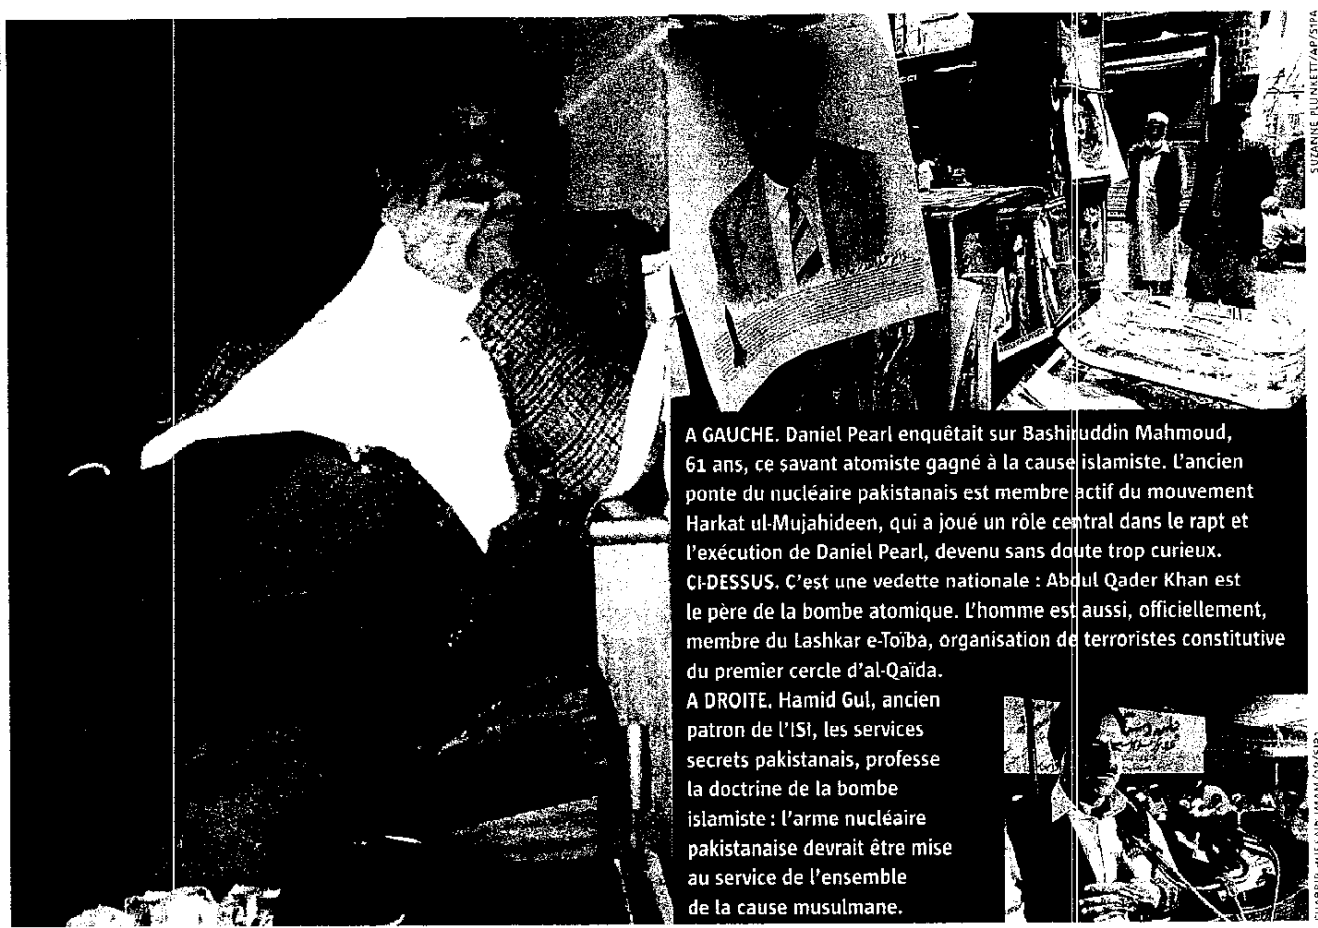 SUZANNE PLUNKETT/AP/SIPA
A GAUCHE. Daniel Pearl enquêtait sur Bashiruddin Mahmoud,
61 ans, ce savant atomiste gagné à la cause islamiste. L'ancien
ponte du nucléaire pakistanais est membre actif du mouvement
Harkat ul-Mujahideen, qui a joué un rôle central dans le rapt et
l'exécution de Daniel Pearl, devenu sans doute trop curieux.
CI-DESSUS. C'est une vedette nationale : Abdul Qader Khan est
le père de la bombe atomique. L'homme est aussi, officiellement,
membre du Lashkar e-Toïba, organisation de terroristes constitutive
du premier cercle d'al-Qaïda.
A DROITE. Hamid Gul, ancien
patron de l'ISI, les services
secrets pakistanais, professe
la doctrine de la bombe
islamiste : l'arme nucléaire
pakistanaise devrait être mise
au service de l'ensemble
de la cause musulmane.